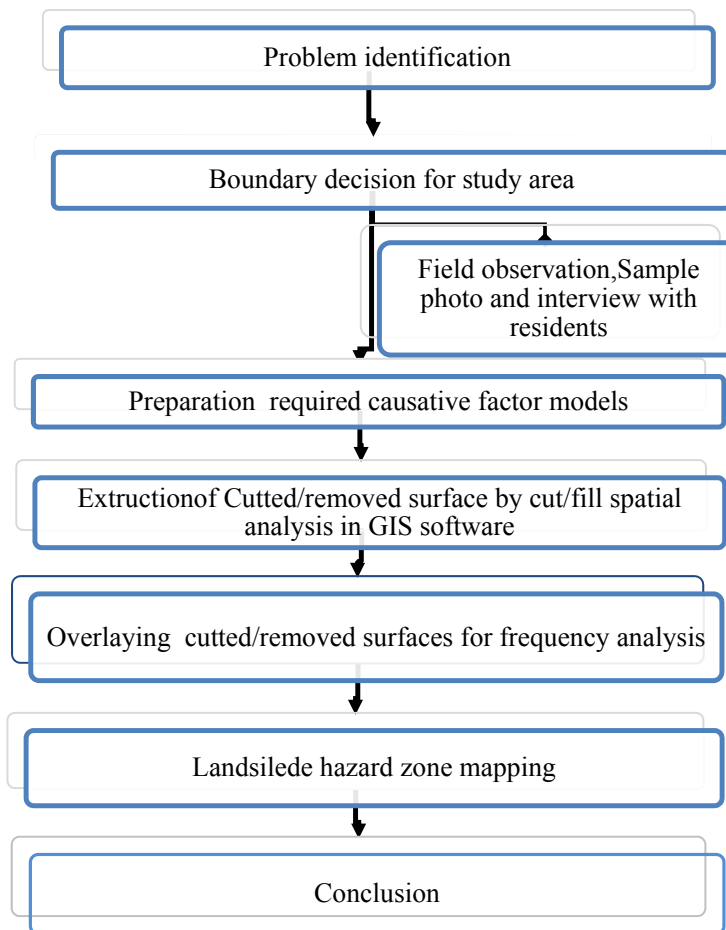 Problem identification
Boundary decision for study area
Field observation,Sample
photo and interview with
residents
Preparation  required causative factor models
Extructionof Cutted/removed surface by cut/fill spatial
analysis in GIS software
Overlaying  cutted/removed surfaces for frequency analysis
Landsilede hazard zone mapping
Conclusion